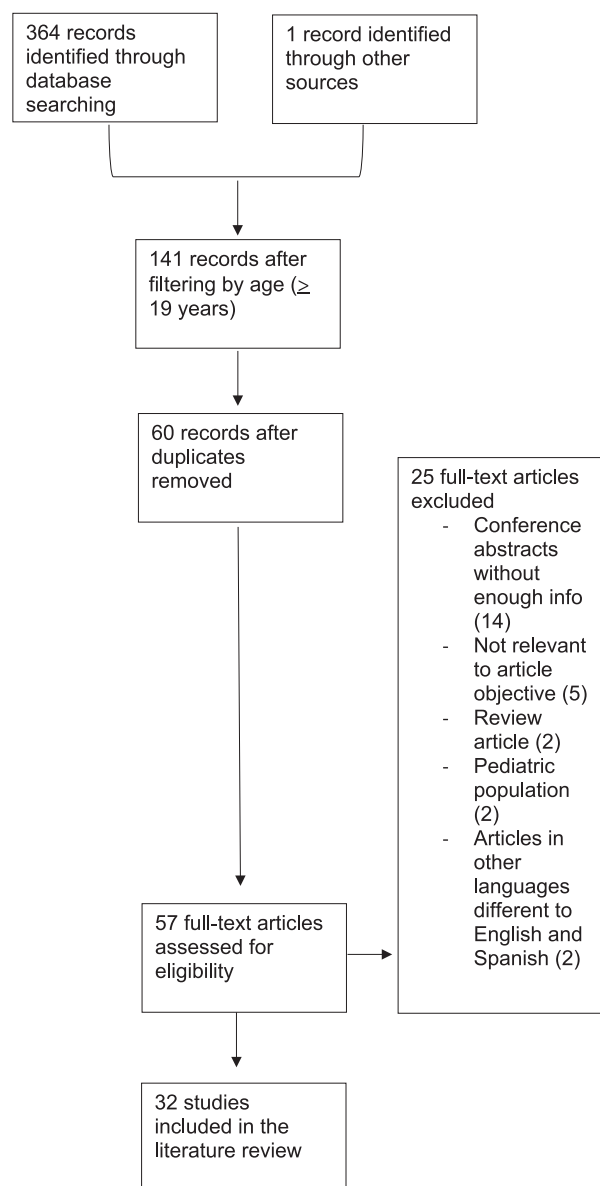 364 records
identified through
database
searching
1 record identified
through other
sources
141 records after
filtering by age (≥
19 years)
60 records after
duplicates
removed
25 full-text articles
excluded
- Conference
abstracts
without
enough info
(14)
- Not relevant
to article
objective (5)
- Review
article (2)
- Pediatric
population
(2)
- Articles in
other
languages
different to
English and
Spanish (2)
57 full-text articles
assessed for
eligibility
32 studies
included in the
literature review